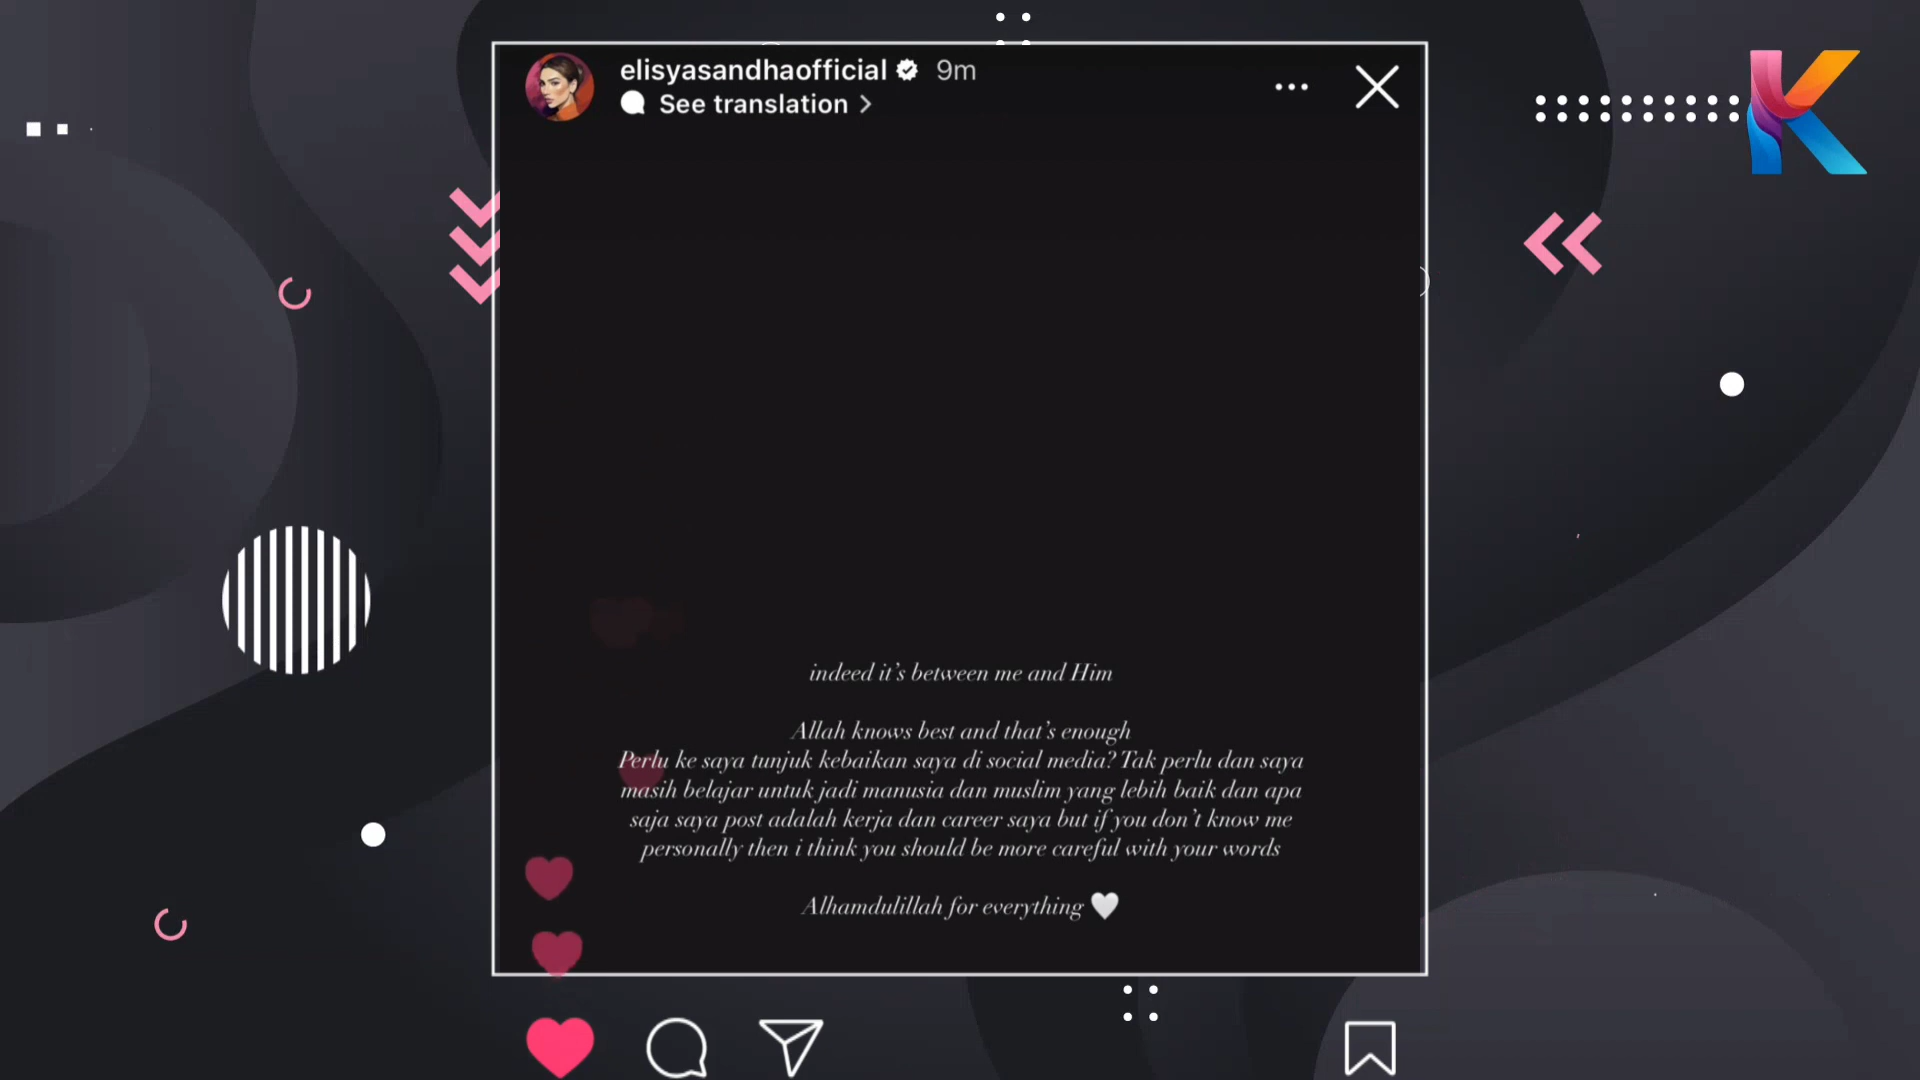 elisyasandhaofficial 9m
See translation
indeed it's between me and Him
Allah knows best and that's enough
Perlu ke saya tunjuk kebaikan saya di social media? Tak perlu dan saya
masih belajar untuk jadi manusia dan muslim yang lebih baik dan apa
saja saya post adalah kerja dan career saya but if you don't know me
personally then i think you should be more careful with your words
Alhamdulillah for everything 🤍
K